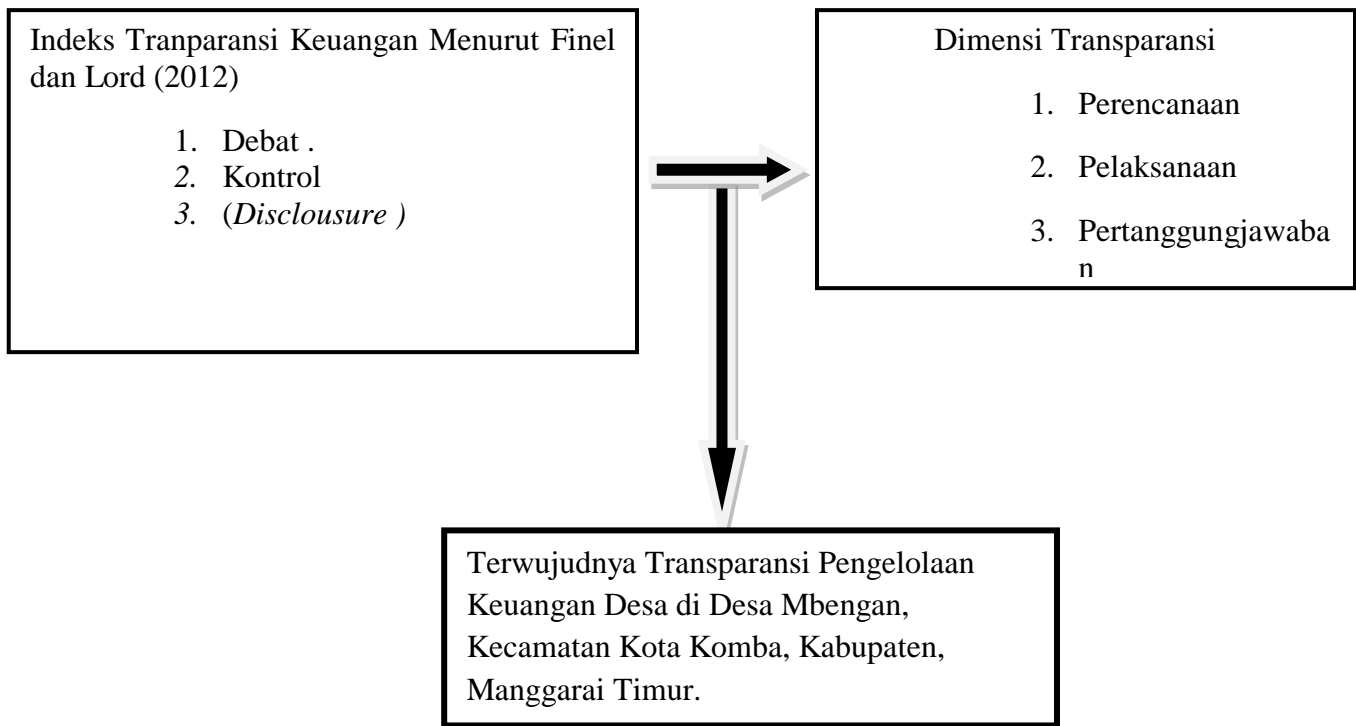 Indeks Tranparansi Keuangan Menurut Finel
dan Lord (2012)
1. Debat .
2. Kontrol
3. (Disclousure )
Dimensi Transparansi
1. Perencanaan
2. Pelaksanaan
3. Pertanggungjawaba
n
Terwujudnya Transparansi Pengelolaan
Keuangan Desa di Desa Mbengan,
Kecamatan Kota Komba, Kabupaten,
Manggarai Timur.